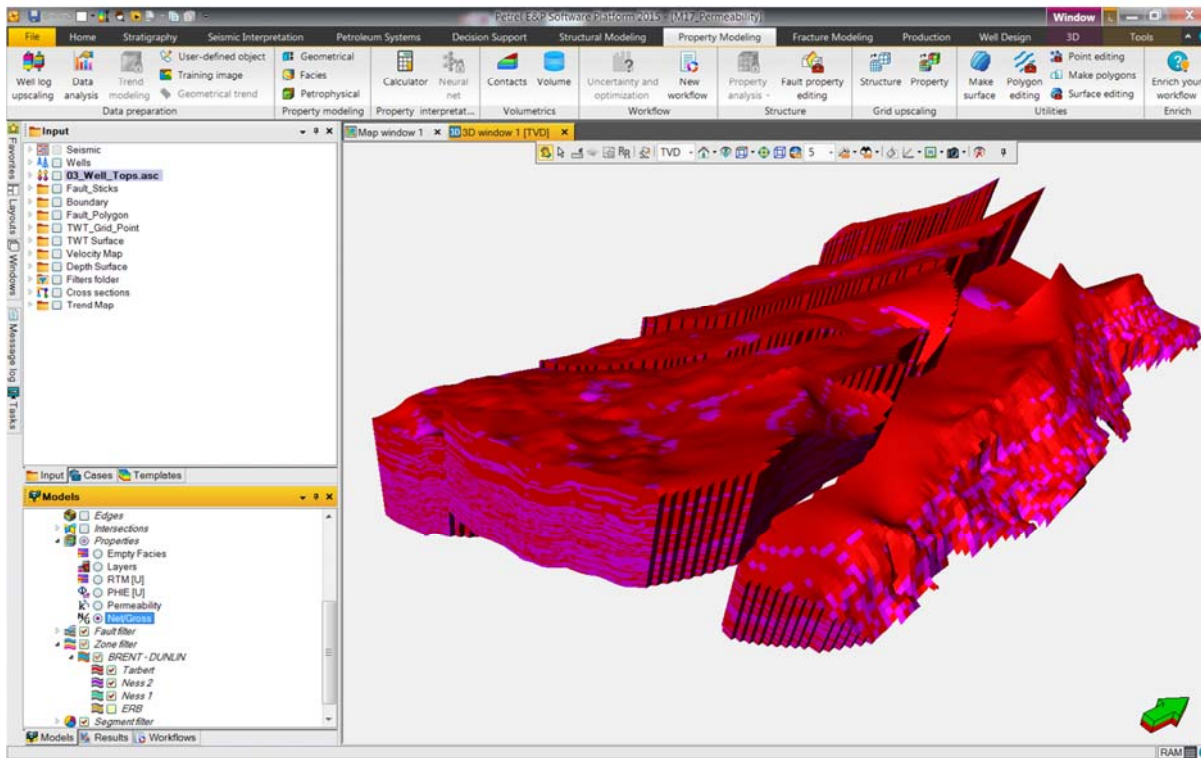 Petrel E&P Software Platform 2015 - [M17_Permeability]
Window
File Home Stratigraphy Seismic Interpretation Petroleum Systems Decision Support Structural Modeling Property Modeling Fracture Modeling Production Well Design 3D Tools
Well log upscaling
Data analysis
Trend modeling
User-defined object
Training image
Geometrical trend
Data preparation
Geometrical
Facies
Petrophysical
Property modeling
Calculator
Neural net
Property interpretat...
Contacts
Volume
Volumetrics
Uncertainty and optimization
New workflow
Workflow
Property analysis
Fault property editing
Structure
Structure
Property
Grid upscaling
Make surface
Polygon editing
Point editing
Make polygons
Surface editing
Utilities
Enrich your workflow
Enrich
Favorites
Layouts
Windows
Message log
Tasks
Input
Seismic
Wells
03_Well_Tops.asc
Fault_Sticks
Boundary
Fault_Polygon
TWT_Grid_Point
TWT Surface
Velocity Map
Depth Surface
Filters folder
Cross sections
Trend Map
Input Cases Templates
Models
Edges
Intersections
Properties
Empty Facies
Layers
RTM [U]
PHIE [U]
Permeability
Net/Gross
Fault filter
Zone filter
BRENT - DUNLIN
Tarbert
Ness 2
Ness 1
ERB
Segment filter
Models Results Workflows
Map window 1
3D 3D window 1 [TVD]
TVD
5
RAM